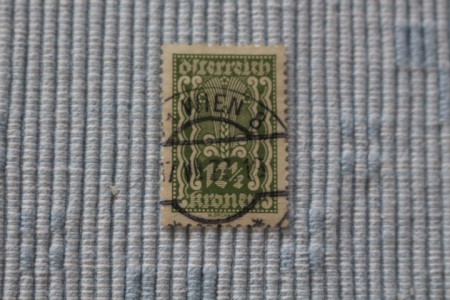 Österreich
WIEN 8
12½
kronen